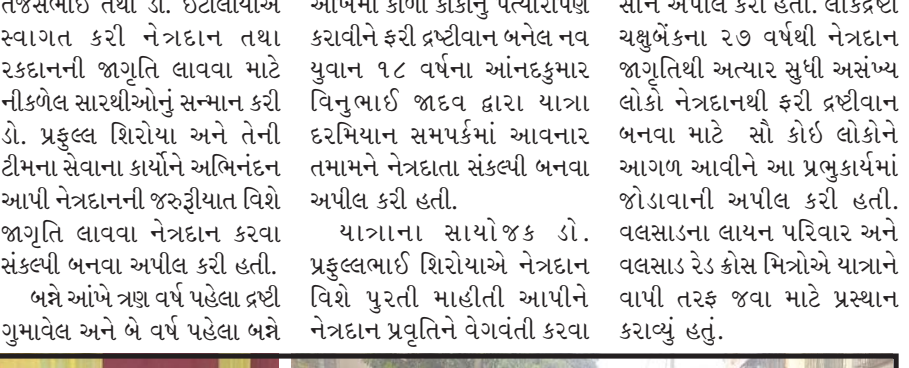 તેજસભાઇ તથા ડો. ઇટાલીયાએ
સ્વાગત કરી નેત્રદાન તથા
રકદાનની જાગૃતિ લાવવા માટે
નીકળેલ સારથીઓનું સન્માન કરી
ડો. પ્રફુલ્લ શિરોયા અને તેની
ટીમના સેવાના કાર્યોને અભિનંદન
આપી નેત્રદાનની જરુરીયાત વિશે
જાગૃતિ લાવવા નેત્રદાન કરવા
સંકલ્પી બનવા અપીલ કરી હતી.
બન્ને આંખે ત્રણ વર્ષ પહેલા દ્રષ્ટી
ગુમાવેલ અને બે વર્ષ પહેલા બન્ને
આંખમાં કાળી કીકીનું પત્યારોપણ
કરાવીને ફરી દ્રષ્ટીવાન બનેલ નવ
યુવાન ૧૮ વર્ષના આંનદકુમાર
વિનુભાઈ જાદવ દ્વારા યાત્રા
દરમિયાન સમપર્કમાં આવનાર
તમામને નેત્રદાતા સંકલ્પી બનવા
અપીલ કરી હતી.
યાત્રાના સાયોજક ડો.
પ્રફુલ્લભાઈ શિરોયાએ નેત્રદાન
વિશે પુરતી માહીતી આપીને
નેત્રદાન પ્રવૃતિને વેગવંતી કરવા
સૌને અપીલ કરી હતી. લોકદ્રષ્ટી
ચક્ષુબેંકના ૨૭ વર્ષથી નેત્રદાન
જાગૃતિથી અત્યાર સુધી અસંખ્ય
લોકો નેત્રદાનથી ફરી દ્રષ્ટીવાન
બનવા માટે સૌ કોઇ લોકોને
આગળ આવીને આ પ્રભુકાર્યમાં
જોડાવાની અપીલ કરી હતી.
વલસાડના લાયન પરિવાર અને
વલસાડ રેડ ક્રોસ મિત્રોએ યાત્રાને
વાપી તરફ જવા માટે પ્રસ્થાન
કરાવ્યું હતું.